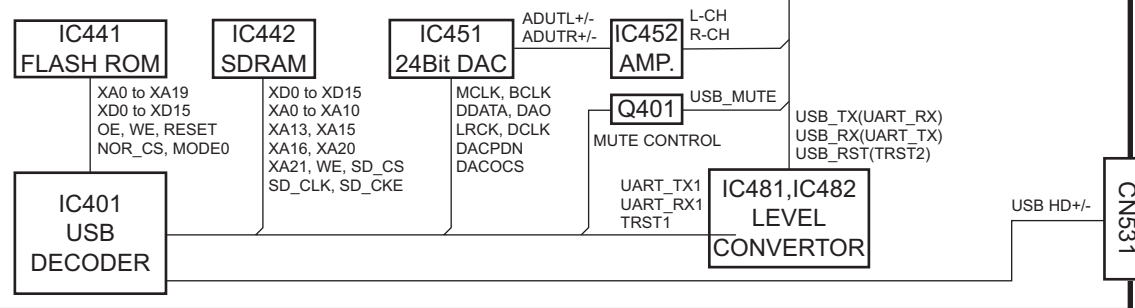 IC441
FLASH ROM
XA0 to XA19
XD0 to XD15
OE, WE, RESET
NOR_CS, MODE0
IC442
SDRAM
XD0 to XD15
XA0 to XA10
XA13, XA15
XA16, XA20
XA21, WE, SD_CS
SD_CLK, SD_CKE
IC451
24Bit DAC
MCLK, BCLK
DDATA, DAO
LRCK, DCLK
DACPDN
DACOCS
ADUTL+/-
ADUTR+/-
IC452
AMP.
L-CH
R-CH
Q401
USB_MUTE
MUTE CONTROL
USB_TX(UART_RX)
USB_RX(UART_TX)
USB_RST(TRST2)
UART_TX1
UART_RX1
TRST1
IC481,IC482
LEVEL
CONVERTOR
IC401
USB
DECODER
USB HD+/-
CN531